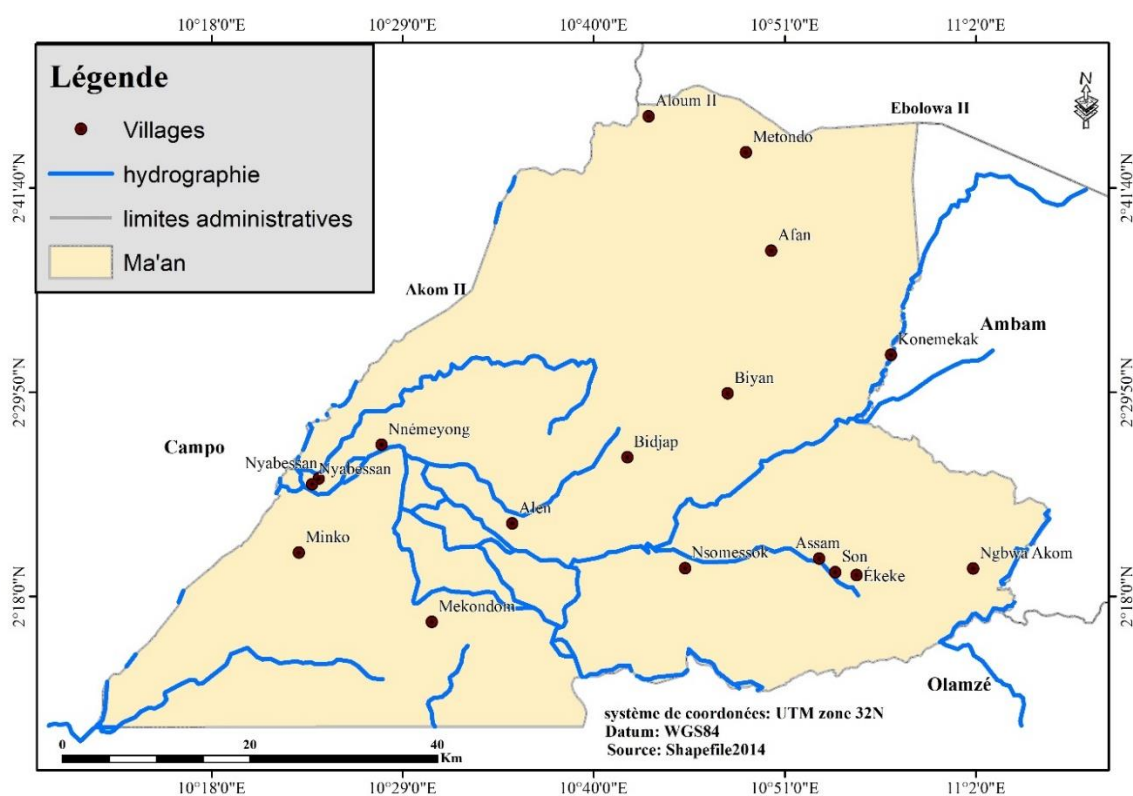 10°18'0"E 10°29'0"E 10°40'0"E 10°51'0"E 11°2'0"E
N
Légende
Villages
hydrographie
limites administratives
Ma'an
2°41'40"N
2°29'50"N
2°18'0"N
2°41'40"N
2°29'50"N
2°18'0"N
Aloum II
Ebolowa II
Metondo
Afan
Akom II
Ambam
Konemekak
Biyan
Nnémeyong
Campo
Bidjap
Nyabessan
Nyabessan
Alen
Minko
Nsomessok
Assam
Son
Ékeke
Ngbwa Akom
Mekondom
Olamzé
système de coordonées: UTM zone 32N
Datum: WGS84
Source: Shapefile2014
0 20 40
Km
10°18'0"E 10°29'0"E 10°40'0"E 10°51'0"E 11°2'0"E